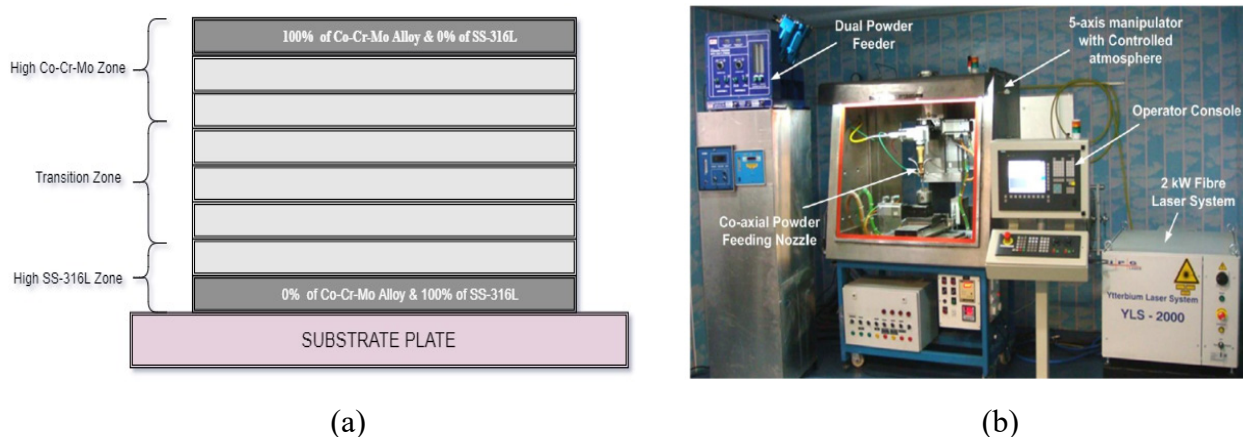 100% of Co-Cr-Mo Alloy & 0% of SS-316L
High Co-Cr-Mo Zone
Transition Zone
High SS-316L Zone
0% of Co-Cr-Mo Alloy & 100% of SS-316L
SUBSTRATE PLATE
(a)
Dual Powder
Feeder
5-axis manipulator
with Controlled
atmosphere
Operator Console
2 kW Fibre
Laser System
Co-axial Powder
Feeding Nozzle
Ytterbium Laser System
YLS - 2000
(b)